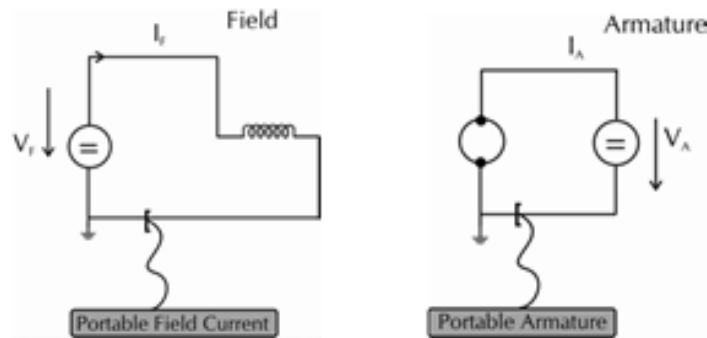 Field
I_F
V_F
=
Portable Field Current
Armature
I_A
=
V_A
Portable Armature